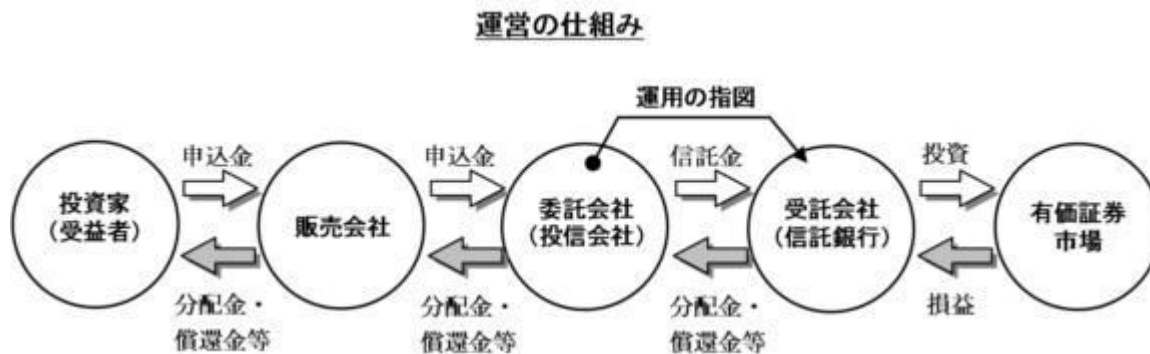 運営の仕組み
運用の指図
申込金
申込金
信託金
投資
投資家
（受益者）
販売会社
委託会社
（投信会社）
受託会社
（信託銀行）
有価証券
市場
分配金・
償還金等
分配金・
償還金等
分配金・
償還金等
損益